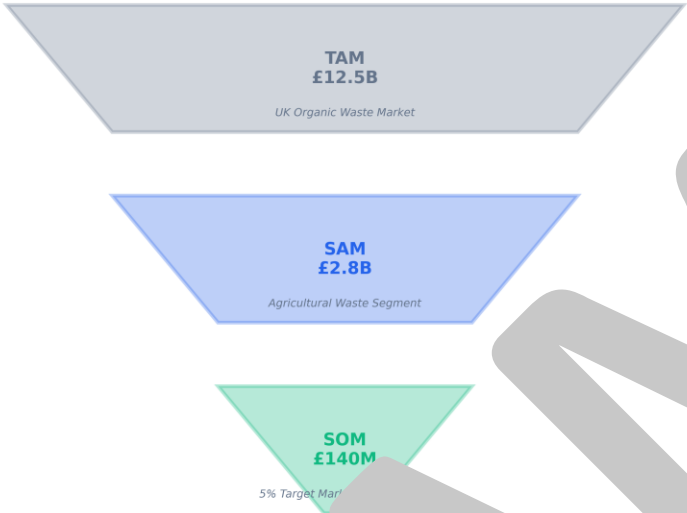 TAM
£12.5B
UK Organic Waste Market
SAM
£2.8B
Agricultural Waste Segment
SOM
£140M
5% Target